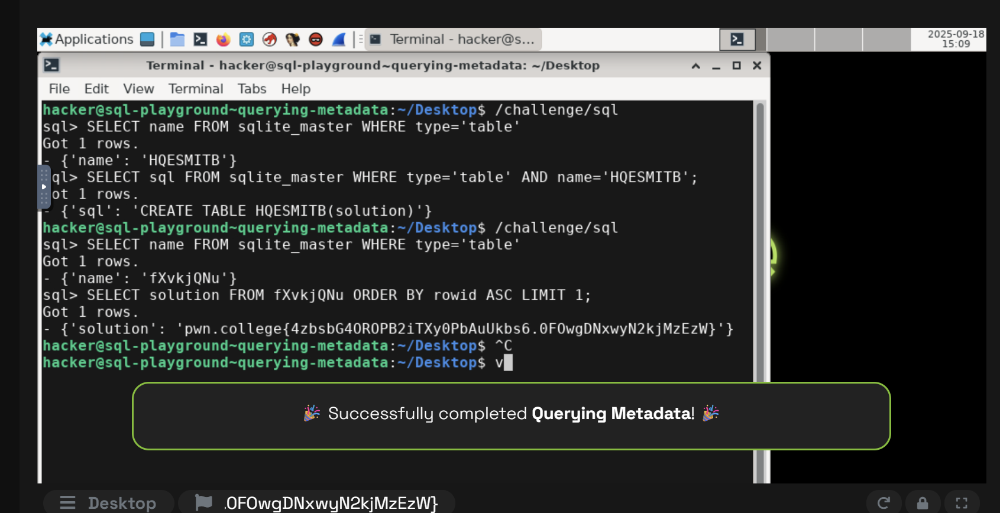 Applications
Terminal - hacker@s...
2025-09-18
15:09
Terminal - hacker@sql-playground~querying-metadata: ~/Desktop
File Edit View Terminal Tabs Help
hacker@sql-playground~querying-metadata:~/Desktop$ /challenge/sql
sql> SELECT name FROM sqlite_master WHERE type='table'
Got 1 rows.
- {'name': 'HQESMITB'}
ql> SELECT sql FROM sqlite_master WHERE type='table' AND name='HQESMITB';
ot 1 rows.
- {'sql': 'CREATE TABLE HQESMITB(solution)'}
hacker@sql-playground~querying-metadata:~/Desktop$ /challenge/sql
sql> SELECT name FROM sqlite_master WHERE type='table'
Got 1 rows.
- {'name': 'fXvkjQNu'}
sql> SELECT solution FROM fXvkjQNu ORDER BY rowid ASC LIMIT 1;
Got 1 rows.
- {'solution': 'pwn.college{4zbsbG4OROPB2iTXy0PbAuUkbs6.0FOwgDNxwyN2kjMzEzW}'}
hacker@sql-playground~querying-metadata:~/Desktop$ ^C
hacker@sql-playground~querying-metadata:~/Desktop$ v
🎉 Successfully completed Querying Metadata! 🎉
Desktop
.0FOwgDNxwyN2kjMzEzW}